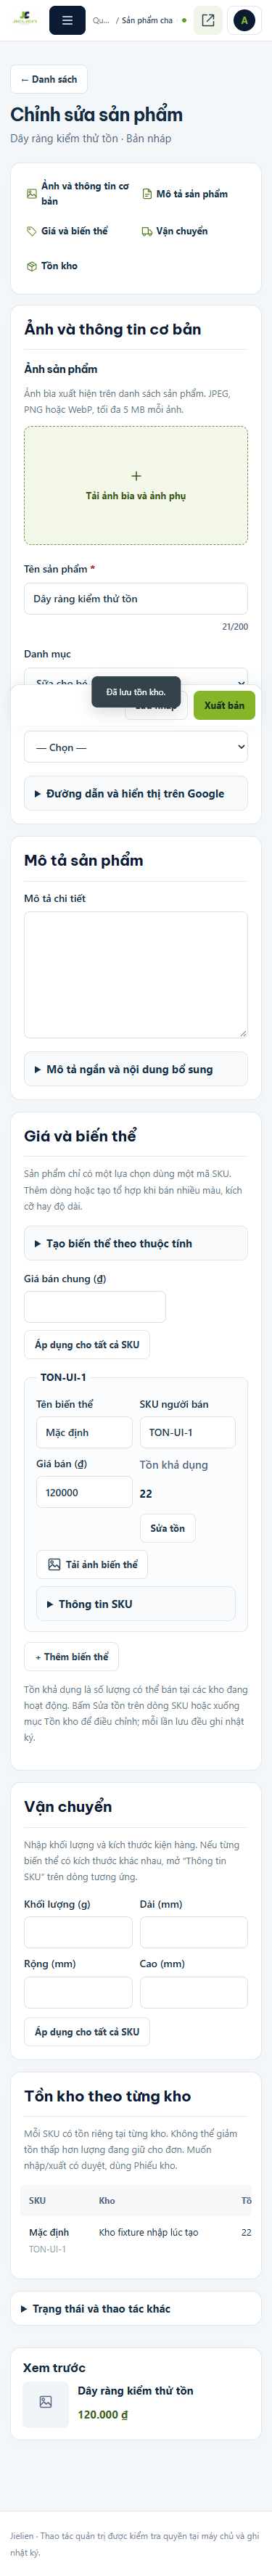 JIELIEN
Qu... / Sản phẩm cha
A
← Danh sách
Chỉnh sửa sản phẩm
Dây ràng kiểm thử tồn · Bản nháp
Ảnh và thông tin cơ bản
Mô tả sản phẩm
Giá và biến thể
Vận chuyển
Tồn kho
Ảnh và thông tin cơ bản
Ảnh sản phẩm
Ảnh bìa xuất hiện trên danh sách sản phẩm. JPEG,
PNG hoặc WebP, tối đa 5 MB mỗi ảnh.
+
Tải ảnh bìa và ảnh phụ
Tên sản phẩm *
Dây ràng kiểm thử tồn
21/200
Danh mục
Đã lưu tồn kho.
Xuất bản
— Chọn —
▶ Đường dẫn và hiển thị trên Google
Mô tả sản phẩm
Mô tả chi tiết
▶ Mô tả ngắn và nội dung bổ sung
Giá và biến thể
Sản phẩm chỉ có một lựa chọn dùng một mã SKU.
Thêm dòng hoặc tạo tổ hợp khi bán nhiều màu, kích
cỡ hay độ dài.
▶ Tạo biến thể theo thuộc tính
Giá bán chung (₫)
Áp dụng cho tất cả SKU
TON-UI-1
Tên biến thể SKU người bán
Mặc định TON-UI-1
Giá bán (₫) Tồn khả dụng
120000 22
Sửa tồn
Tải ảnh biến thể
▶ Thông tin SKU
+ Thêm biến thể
Tồn khả dụng là số lượng có thể bán tại các kho đang
hoạt động. Bấm Sửa tồn trên dòng SKU hoặc xuống
mục Tồn kho để điều chỉnh; mỗi lần lưu đều ghi nhật
ký.
Vận chuyển
Nhập khối lượng và kích thước kiện hàng. Nếu từng
biến thể có kích thước khác nhau, mở "Thông tin
SKU" trên dòng tương ứng.
Khối lượng (g) Dài (mm)
Rộng (mm) Cao (mm)
Áp dụng cho tất cả SKU
Tồn kho theo từng kho
Mỗi SKU có tồn riêng tại từng kho. Không thể giảm
tồn thấp hơn lượng đang giữ cho đơn. Muốn
nhập/xuất có duyệt, dùng Phiếu kho.
SKU Kho Tồ
Mặc định Kho fixture nhập lúc tạo 22
TON-UI-1
▶ Trạng thái và thao tác khác
Xem trước
Dây ràng kiểm thử tồn
120.000 ₫
Jielien · Thao tác quản trị được kiểm tra quyền tại máy chủ và ghi
nhật ký.